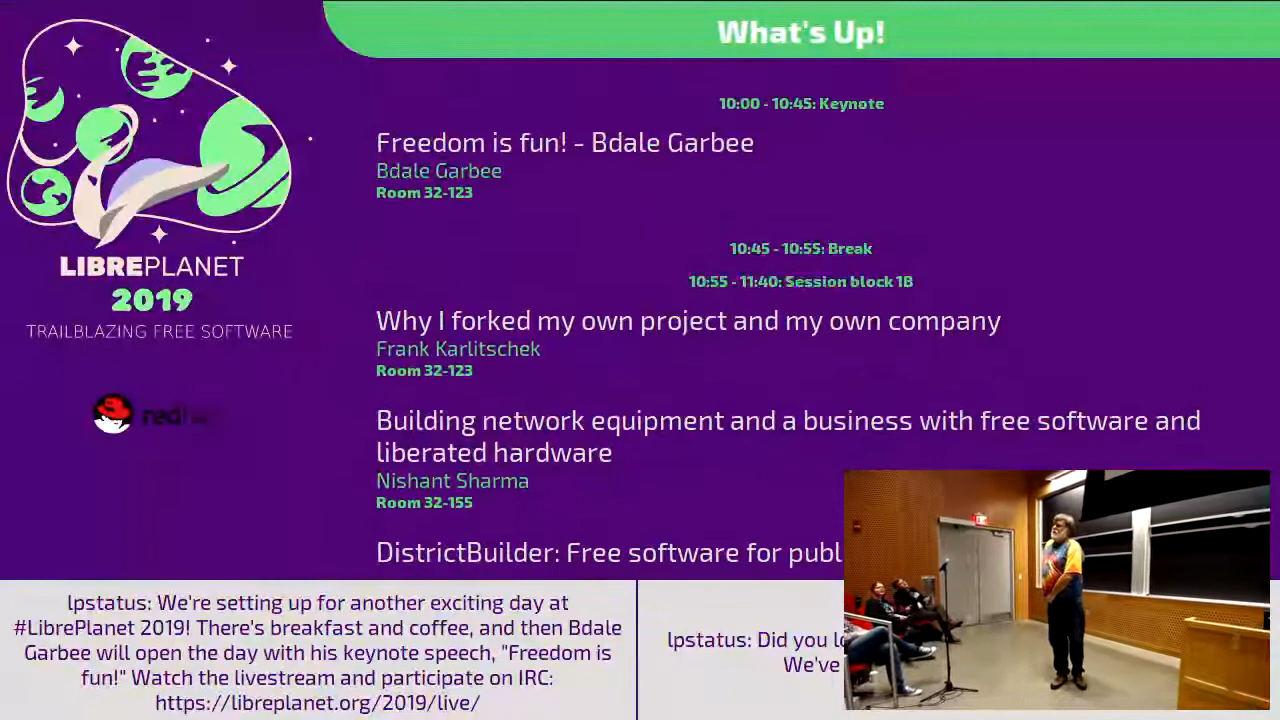 What's Up!
10:00 - 10:45: Keynote
Freedom is fun! - Bdale Garbee
Bdale Garbee
Room 32-123
10:45 - 10:55: Break
10:55 - 11:40: Session block 1B
Why I forked my own project and my own company
Frank Karlitschek
Room 32-123
Building network equipment and a business with free software and
liberated hardware
Nishant Sharma
Room 32-155
DistrictBuilder: Free software for publ
LIBREPLANET
2019
TRAILBLAZING FREE SOFTWARE
red
lpstatus: We're setting up for another exciting day at
#LibrePlanet 2019! There's breakfast and coffee, and then Bdale
Garbee will open the day with his keynote speech, "Freedom is
fun!" Watch the livestream and participate on IRC:
https://libreplanet.org/2019/live/
lpstatus: Did you lo
We've